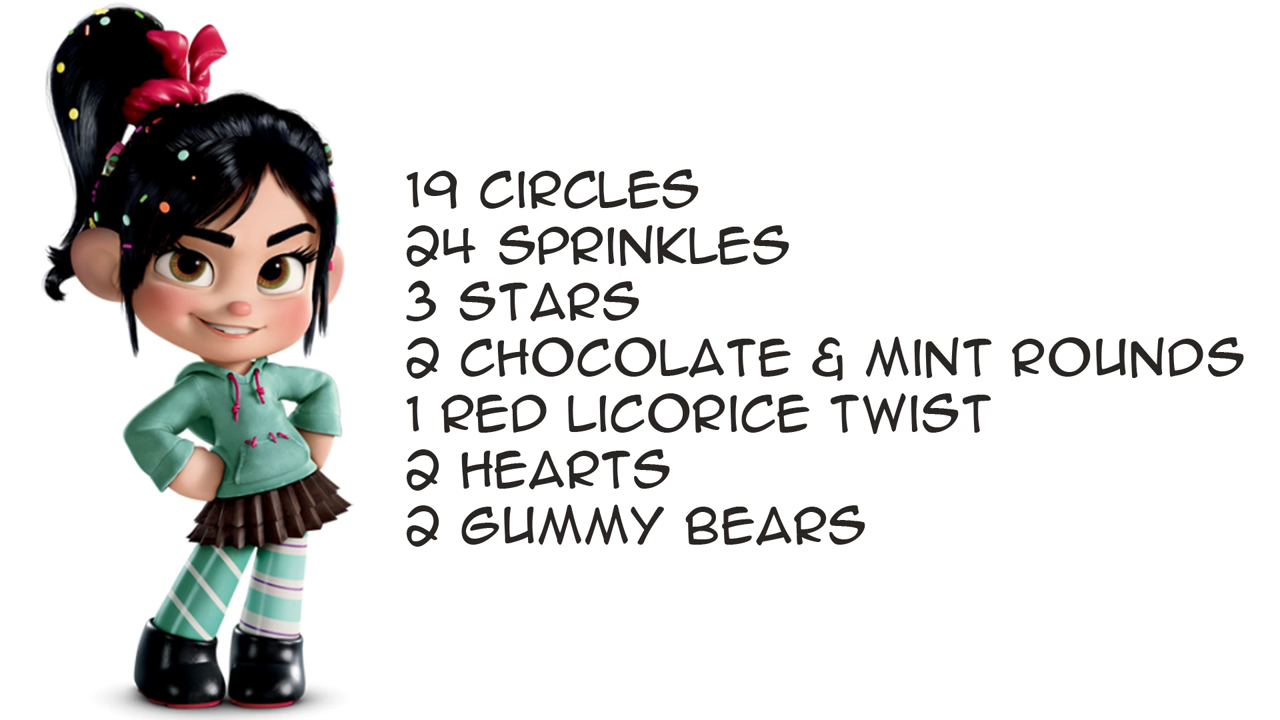 19 CIRCLES
24 SPRINKLES
3 STARS
2 CHOCOLATE & MINT ROUNDS
1 RED LICORICE TWIST
2 HEARTS
2 GUMMY BEARS